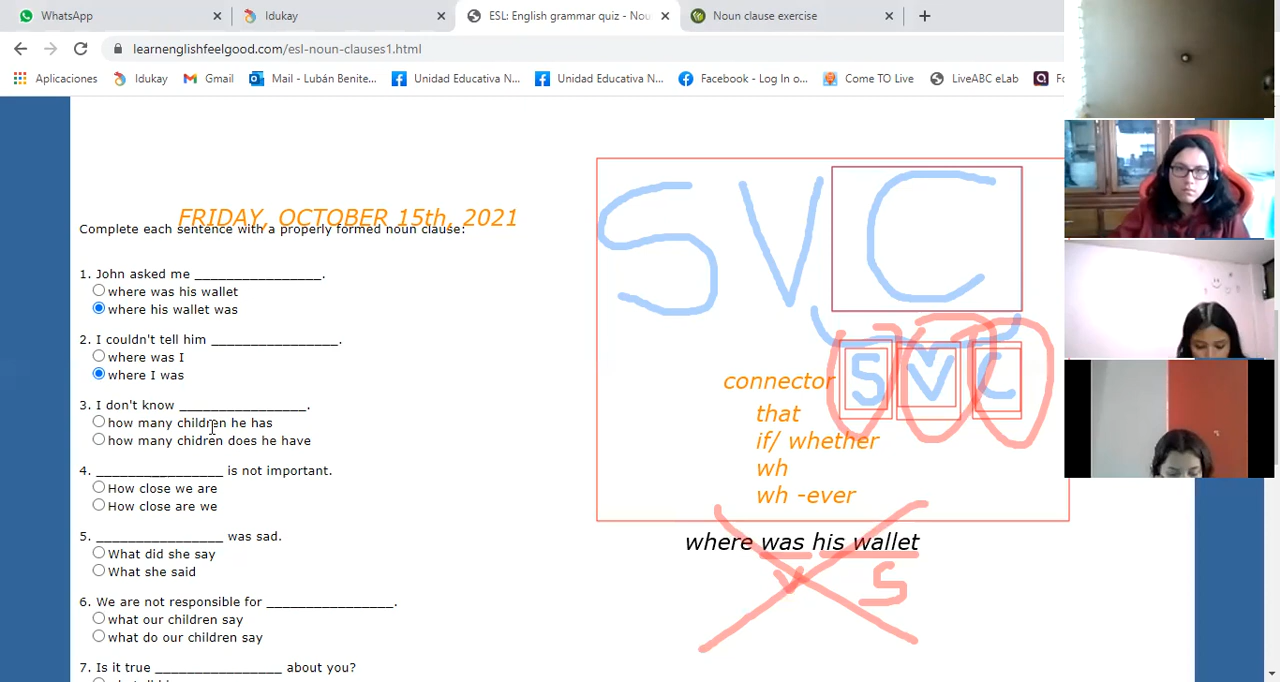 WhatsApp
Idukay
ESL: English grammar quiz - Nou
Noun clause exercise
learnenglishfeelgood.com/esl-noun-clauses1.html
Aplicaciones
Idukay
Gmail
Mail - Lubán Benite...
Unidad Educativa N...
Unidad Educativa N...
Facebook - Log In o...
Come TO Live
LiveABC eLab
FRIDAY, OCTOBER 15th, 2021
Complete each sentence with a properly formed noun clause:
1. John asked me ________________.
where was his wallet
where his wallet was
2. I couldn't tell him ________________.
where was I
where I was
3. I don't know ________________.
how many children he has
how many chidren does he have
4. ________________ is not important.
How close we are
How close are we
5. ________________ was sad.
What did she say
What she said
6. We are not responsible for ________________.
what our children say
what do our children say
7. Is it true ________________ about you?
S V C
connector S V C
that
if/ whether
wh
wh -ever
where was his wallet
V S